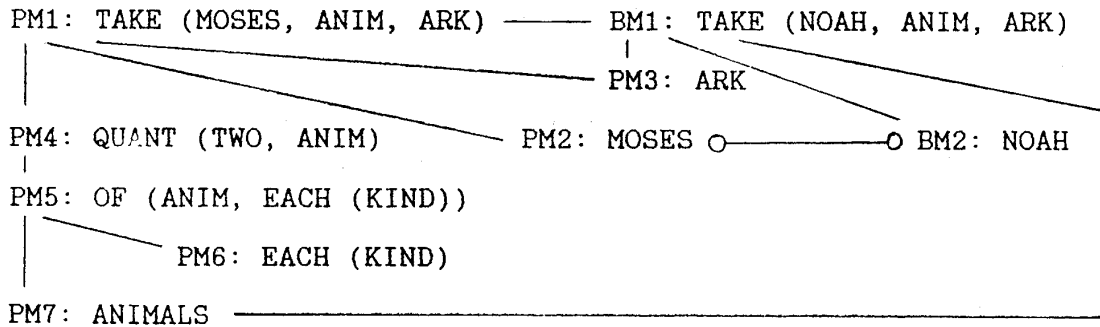 PM1: TAKE (MOSES, ANIM, ARK) BM1: TAKE (NOAH, ANIM, ARK)
PM3: ARK
PM4: QUANT (TWO, ANIM) PM2: MOSES BM2: NOAH
PM5: OF (ANIM, EACH (KIND))
PM6: EACH (KIND)
PM7: ANIMALS